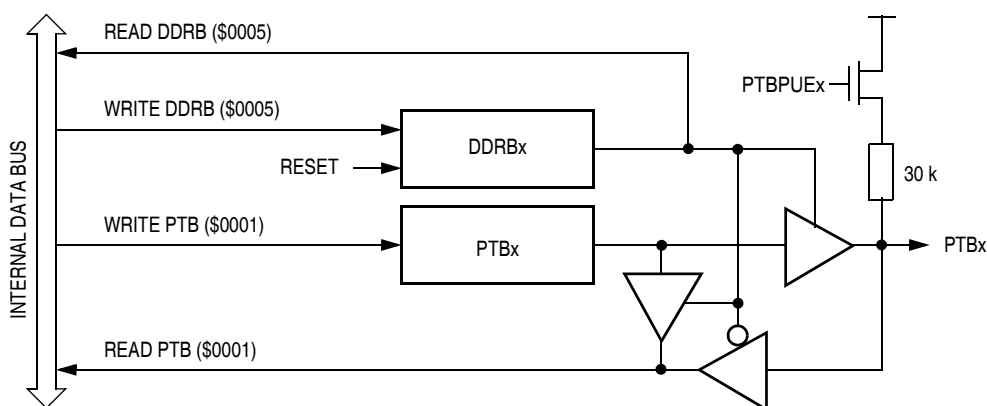 READ DDRB ($0005)
PTBPUEx
WRITE DDRB ($0005)
DDRBx
RESET
30 k
INTERNAL DATA BUS
WRITE PTB ($0001)
PTBx
PTBx
READ PTB ($0001)